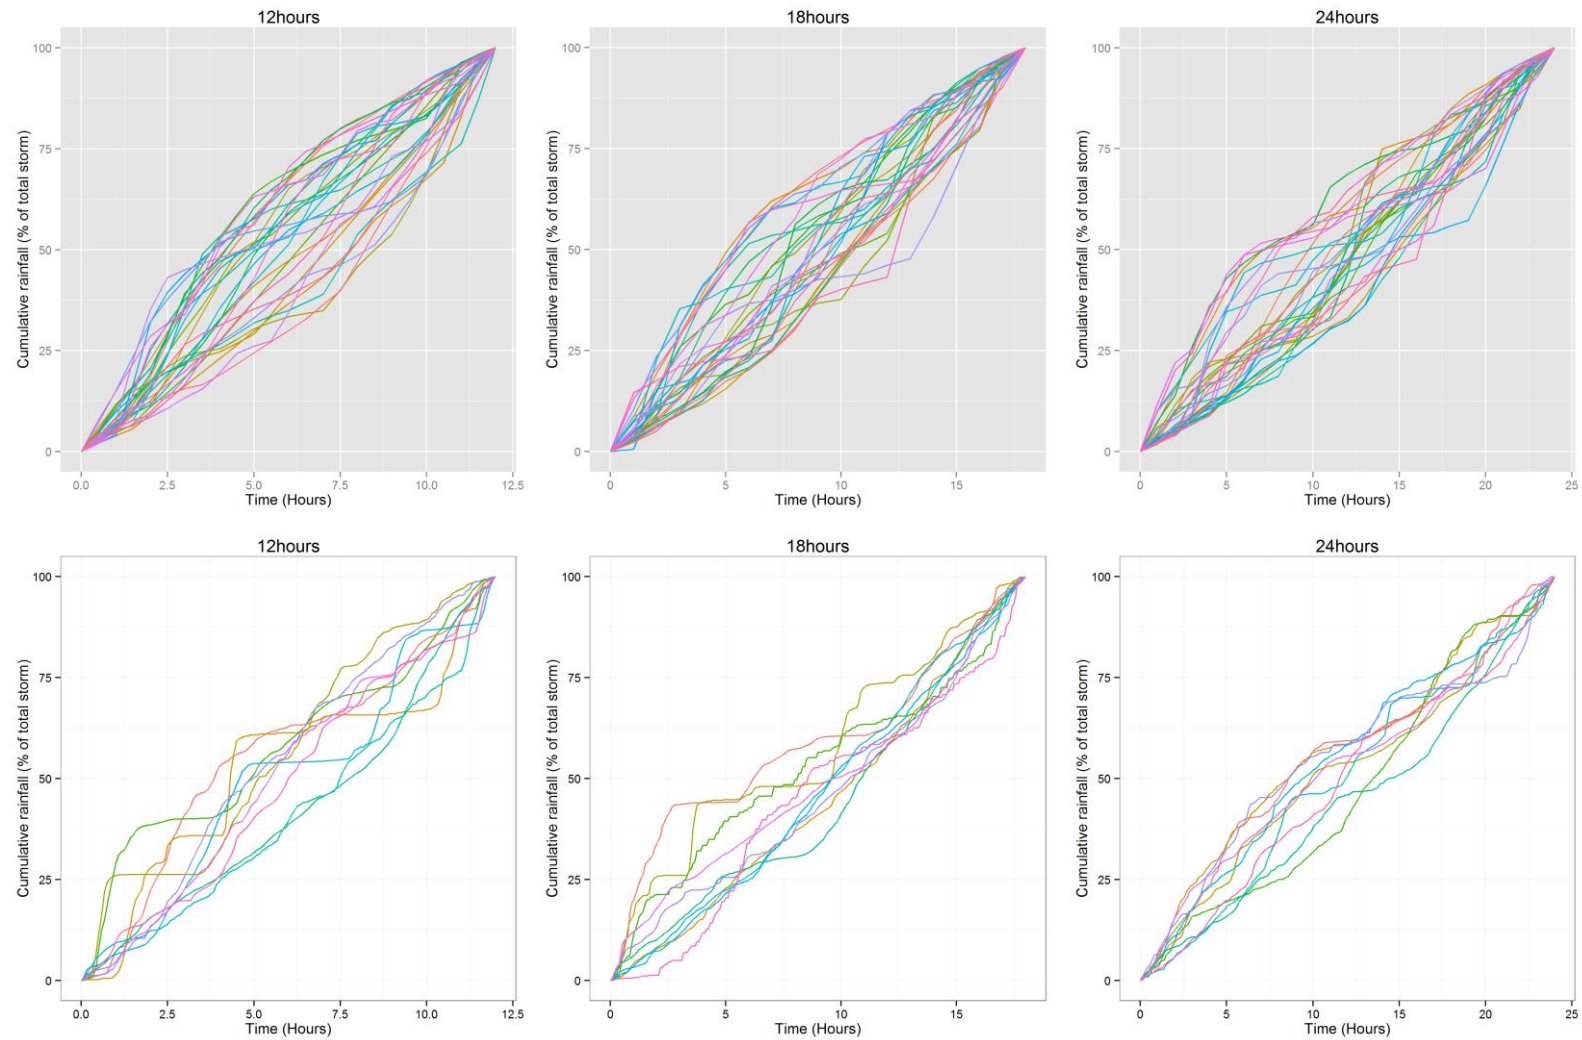 12hours
18hours
24hours
Cumulative rainfall (% of total storm)
100
75
50
25
0
0.0 2.5 5.0 7.5 10.0 12.5
Time (Hours)
Cumulative rainfall (% of total storm)
100
75
50
25
0
0 5 10 15
Time (Hours)
Cumulative rainfall (% of total storm)
100
75
50
25
0
0 5 10 15 20 25
Time (Hours)
12hours
18hours
24hours
Cumulative rainfall (% of total storm)
100
75
50
25
0
0.0 2.5 5.0 7.5 10.0 12.5
Time (Hours)
Cumulative rainfall (% of total storm)
100
75
50
25
0
0 5 10 15
Time (Hours)
Cumulative rainfall (% of total storm)
100
75
50
25
0
0 5 10 15 20 25
Time (Hours)